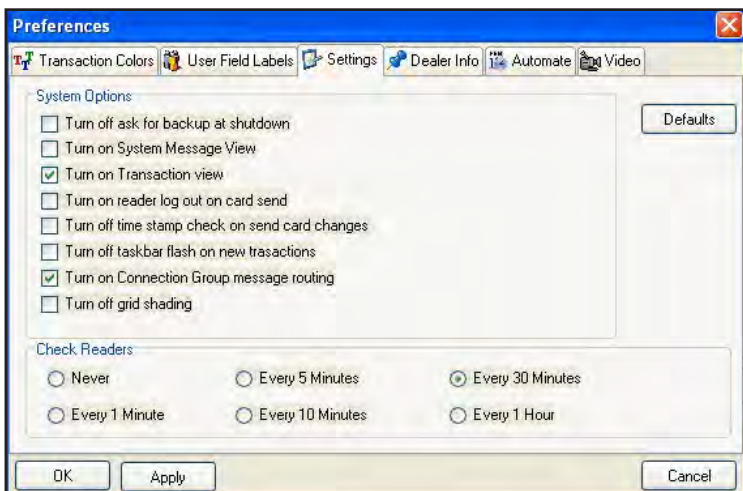 Preferences
Transaction Colors User Field Labels Settings Dealer Info Automate Video
System Options
Defaults
Turn off ask for backup at shutdown
Turn on System Message View
Turn on Transaction view
Turn on reader log out on card send
Turn off time stamp check on send card changes
Turn off taskbar flash on new trasactions
Turn on Connection Group message routing
Turn off grid shading
Check Readers
Never Every 5 Minutes Every 30 Minutes
Every 1 Minute Every 10 Minutes Every 1 Hour
OK Apply Cancel